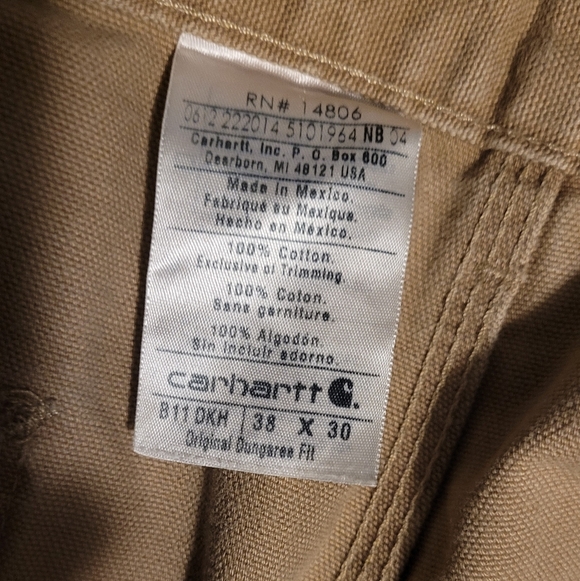 RN# 14806
0612 222014 5101964 NB 04
Carhartt, Inc. P. O. Box 600
Dearborn, MI 48121 USA
Made in Mexico.
Fabriqué au Mexique.
Hecho en México.
100% Cotton.
Exclusive of Trimming.
100% Coton.
Sans garniture.
100% Algodón.
Sin incluir adorno.
carhartt
B11 DKH 38 X 30
Original Dungaree Fit